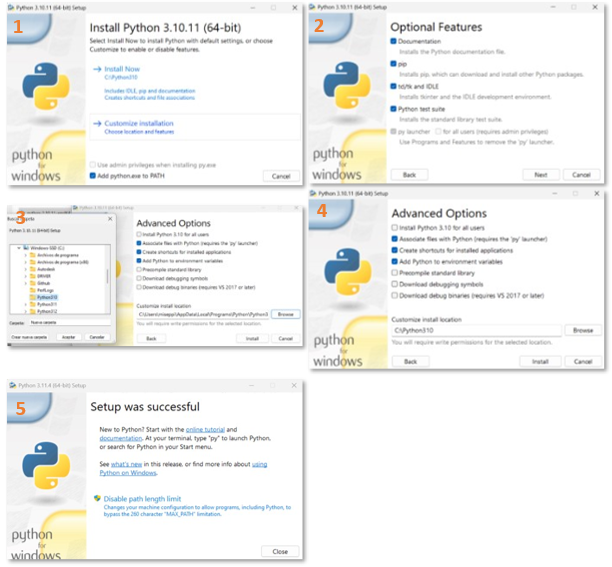 Python 3.10.11 (64-bit) Setup
1
Install Python 3.10.11 (64-bit)
Select Install Now to install Python with default settings, or choose
Customize to enable or disable features.
Install Now
C:\Python310
Includes IDLE, pip and documentation
Creates shortcuts and file associations
Customize installation
Choose location and features
Use admin privileges when installing py.exe
Add python.exe to PATH
Cancel
python
for
windows
Python 3.10.11 (64-bit) Setup
2
Optional Features
Documentation
Installs the Python documentation file.
pip
Installs pip, which can download and install other Python packages.
td/tk and IDLE
Installs tkinter and the IDLE development environment.
Python test suite
Installs the standard library test suite.
py launcher
for all users (requires admin privileges)
Use Programs and Features to remove the 'py' launcher.
Back
Next
Cancel
python
for
windows
3
Python 3.10.11 (64-bit) Setup
Windows-SSD (C:)
Archivos de programa
Archivos de programa (x86)
Autodesk
DRIVER
Github
PerfLogs
Python310
Python311
Python312
Carpeta:
Nueva carpeta
Crear nueva carpeta
Aceptar
Cancelar
Advanced Options
Install Python 3.10 for all users
Associate files with Python (requires the 'py' launcher)
Create shortcuts for installed applications
Add Python to environment variables
Precompile standard library
Download debugging symbols
Download debug binaries (requires VS 2017 or later)
Customize install location
Browse
You will require write permissions for the selected location.
Back
Install
Cancel
Python 3.10.11 (64-bit) Setup
4
Advanced Options
Install Python 3.10 for all users
Associate files with Python (requires the 'py' launcher)
Create shortcuts for installed applications
Add Python to environment variables
Precompile standard library
Download debugging symbols
Download debug binaries (requires VS 2017 or later)
Customize install location
C:\Python310
Browse
You will require write permissions for the selected location.
Back
Install
Cancel
python
for
windows
Python 3.11.4 (64-bit) Setup
5
Setup was successful
New to Python? Start with the online tutorial and
documentation. At your terminal, type "py" to launch Python,
or search for Python in your Start menu.
See what's new in this release, or find more info about using
Python on Windows.
Disable path length limit
Changes your machine configuration to allow programs, including Python, to
bypass the 260 character "MAX_PATH" limitation.
Close
python
for
windows